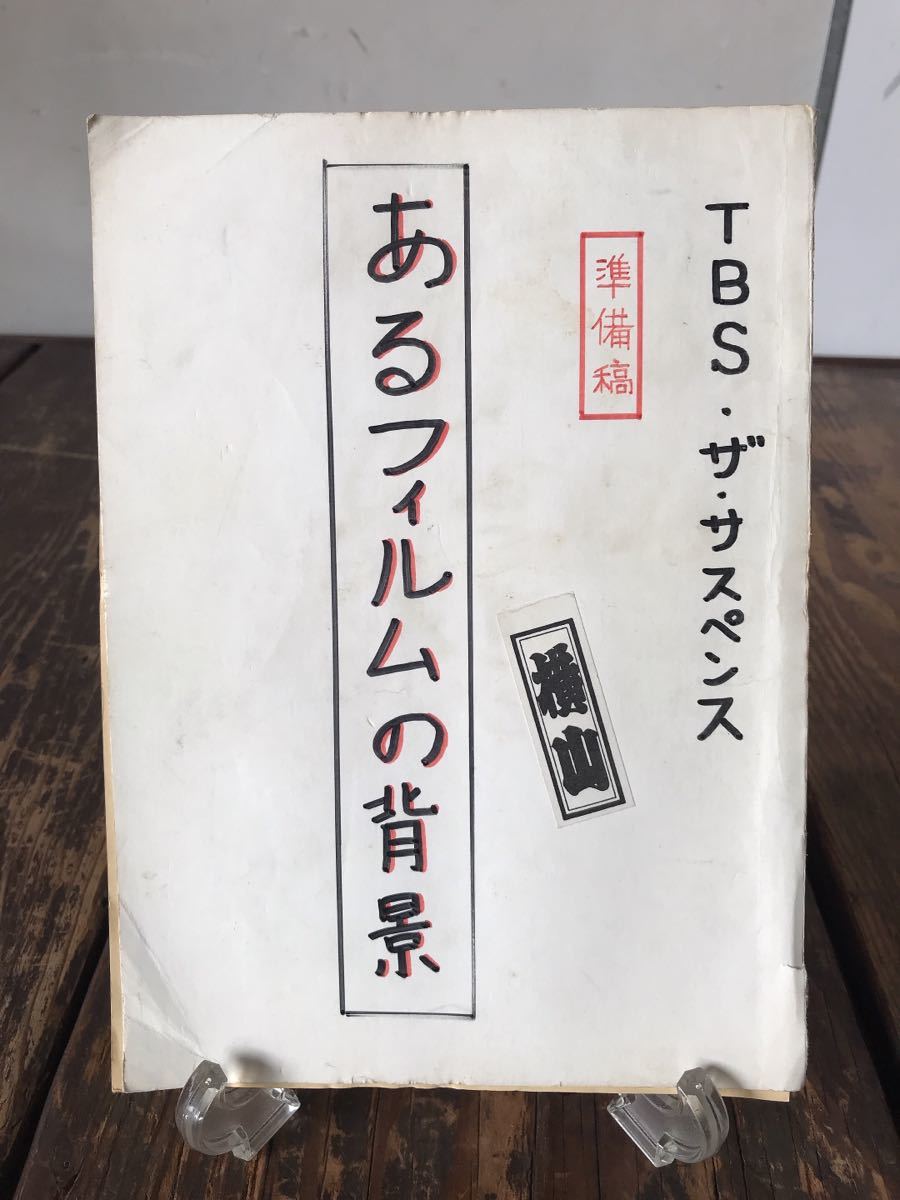 TBS・ザ・サスペンス
準備稿
あるフィルムの背景
横山